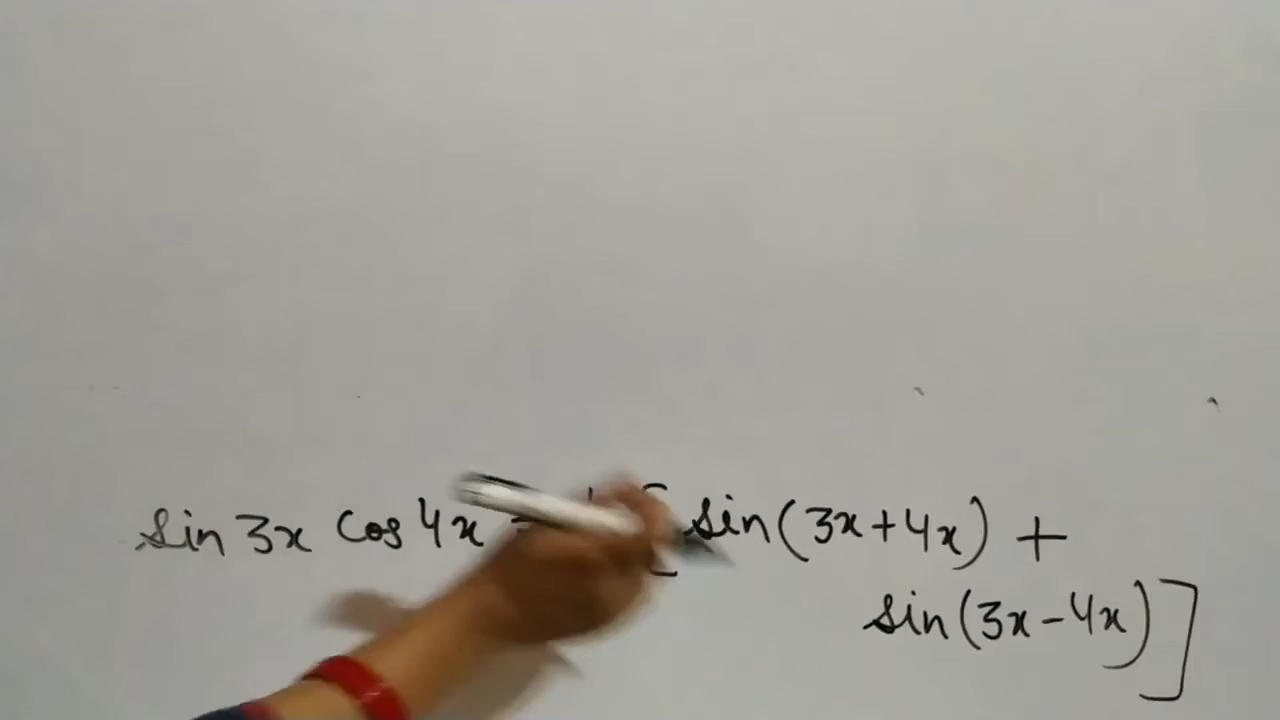 sin 3x cos 4x = [ sin(3x+4x) +
sin(3x-4x) ]